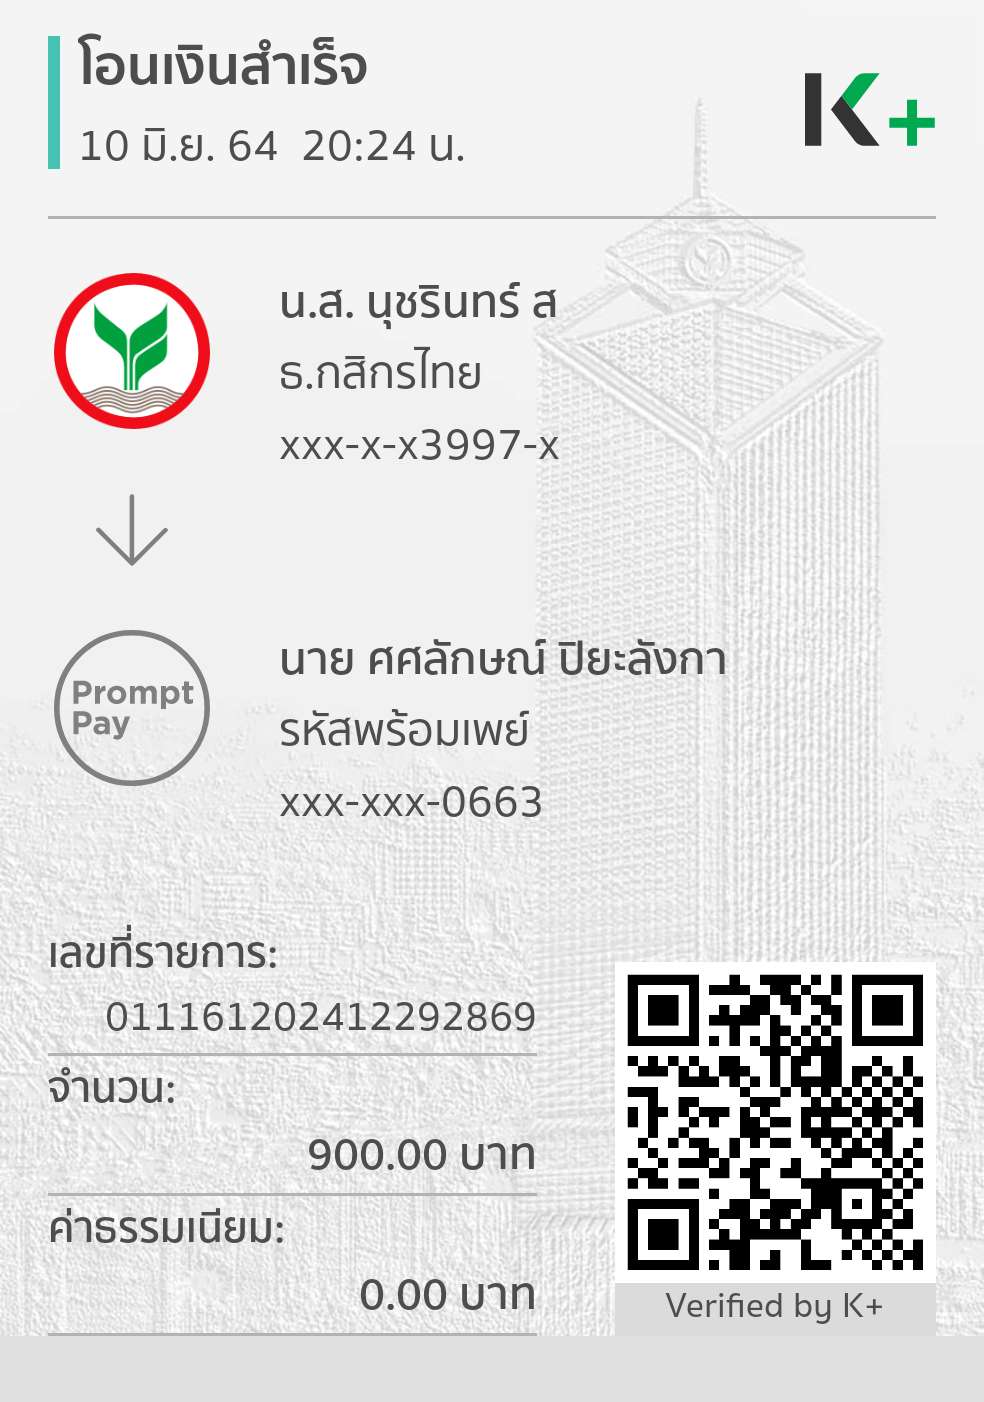 โอนเงินสำเร็จ
10 มิ.ย. 64 20:24 น.
K+
น.ส. นุชรินทร์ ส
ธ.กสิกรไทย
xxx-x-x3997-x
Prompt
Pay
นาย ศศลักษณ์ ปิยะลังกา
รหัสพร้อมเพย์
xxx-xxx-0663
เลขที่รายการ:
011161202412292869
จำนวน:
900.00 บาท
ค่าธรรมเนียม:
0.00 บาท
Verified by K+